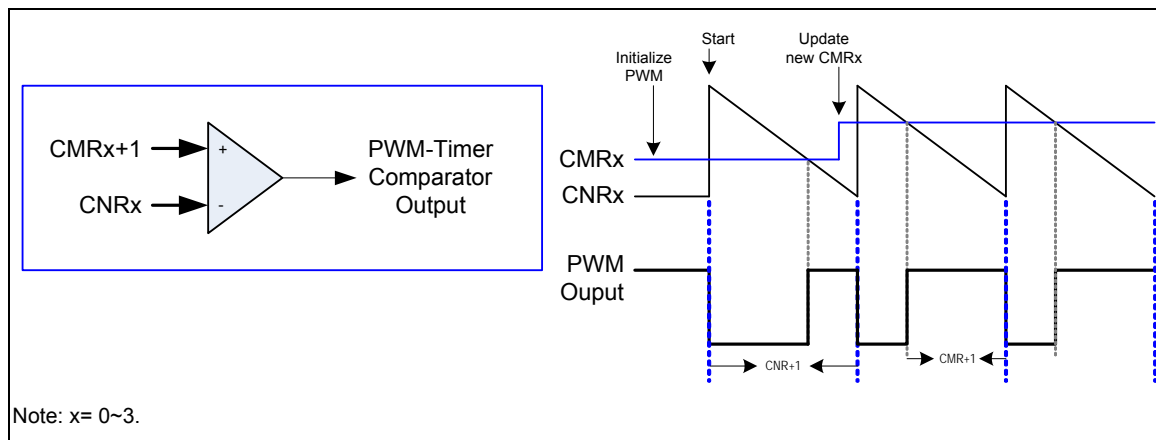 CMRx+1
CNRx
+
-
PWM-Timer
Comparator
Output
Initialize
PWM
Start
Update
new CMRx
CMRx
CNRx
PWM
Ouput
CNR+1
CMR+1
Note: x= 0~3.